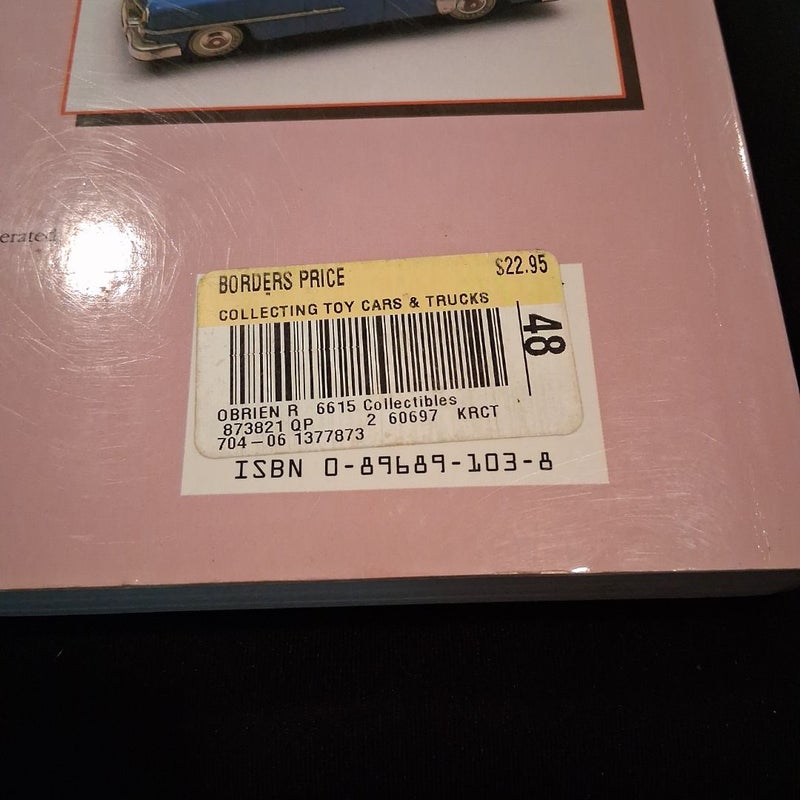 erated
BORDERS PRICE $22.95
COLLECTING TOY CARS & TRUCKS
48
OBRIEN R 6615 Collectibles
873821 QP 2 60697 KRCT
704-06 1377873
ISBN 0-89689-103-8